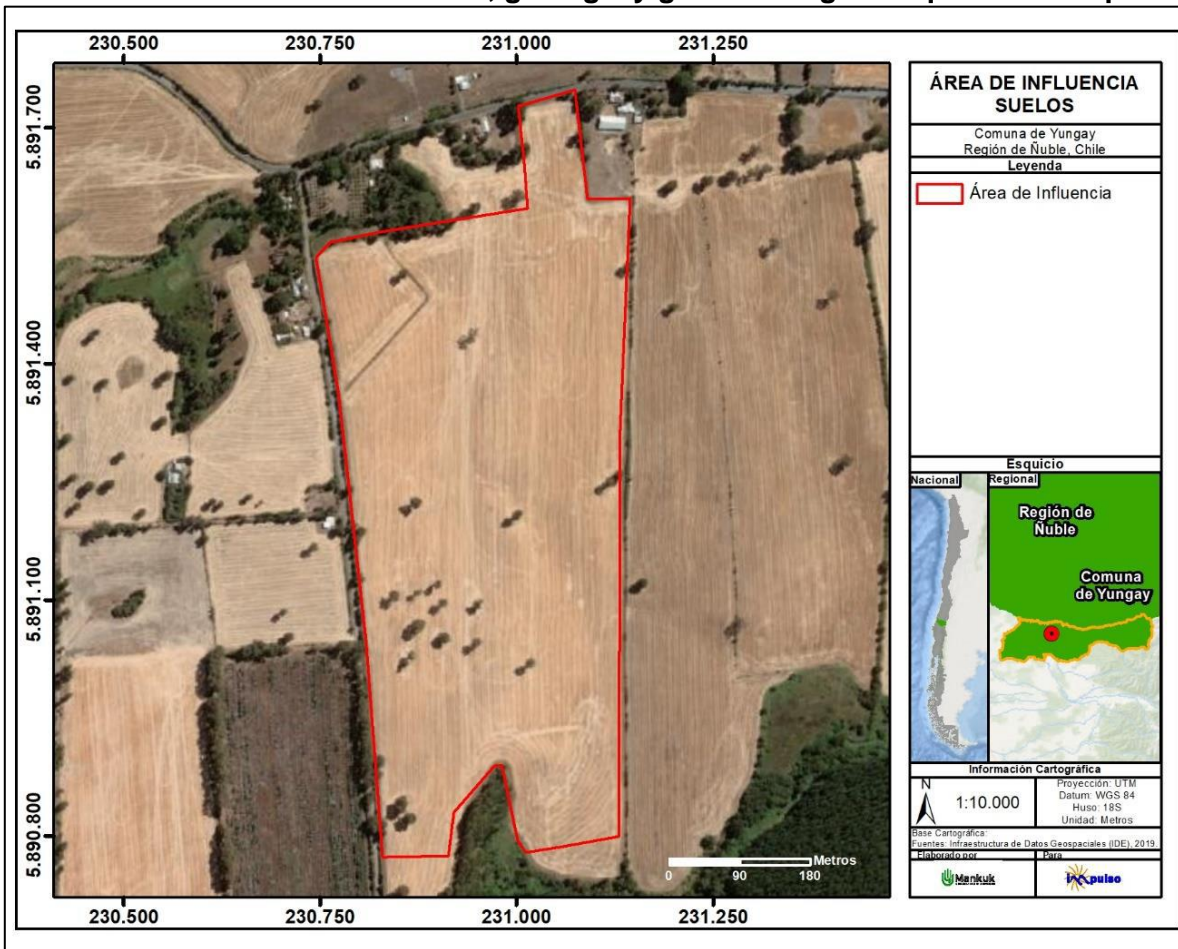 230.500 230.750 231.000 231.250
5.891.700
5.891.400
5.891.100
5.890.800
Metros
0 90 180
230.500 230.750 231.000 231.250
ÁREA DE INFLUENCIA
SUELOS
Comuna de Yungay
Región de Ñuble, Chile
Leyenda
Área de Influencia
Esquicio
Nacional
Regional
Región de
Ñuble
Comuna
de Yungay
Información Cartográfica
N
1:10.000
Proyección: UTM
Datum: WGS 84
Huso: 18S
Unidad: Metros
Base Cartográfica:
Fuentes: Infraestructura de Datos Geospaciales (IDE), 2019.
Elaborado por
Para
Mankuk